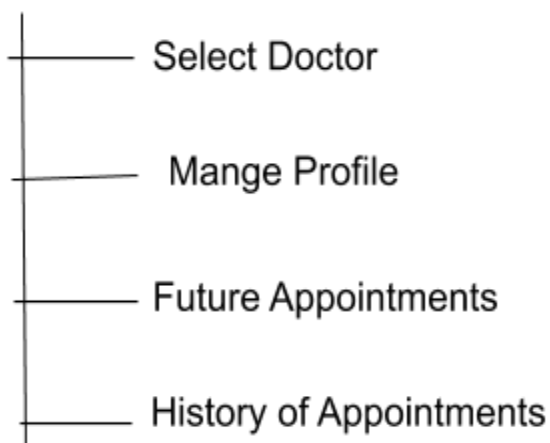 Select Doctor
Mange Profile
Future Appointments
History of Appointments